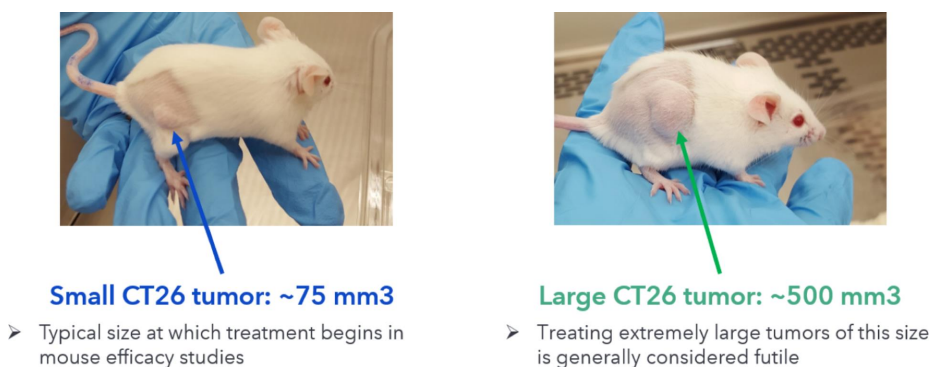 Small CT26 tumor: ~75 mm3
➤ Typical size at which treatment begins in
mouse efficacy studies
Large CT26 tumor: ~500 mm3
➤ Treating extremely large tumors of this size
is generally considered futile